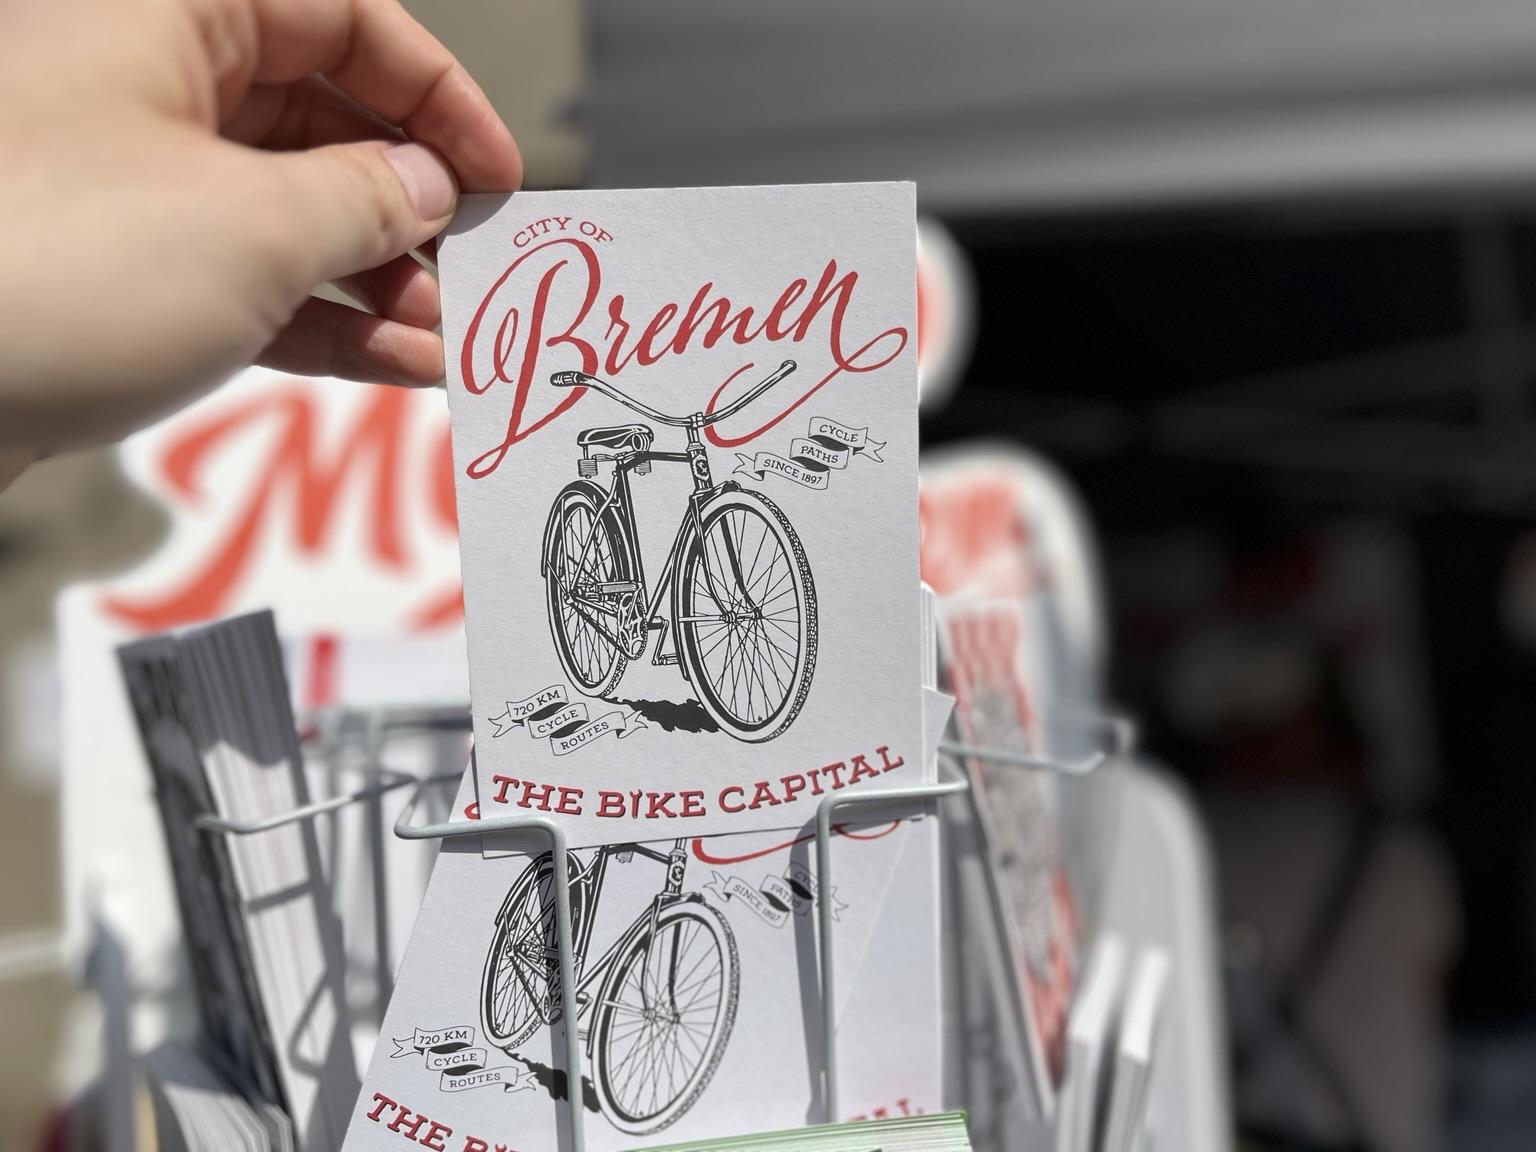 CITY OF
Bremen
CYCLE
PATHS
SINCE 1897
720 KM
CYCLE
ROUTES
THE BIKE CAPITAL
CYCLE
PATHS
SINCE 1897
720 KM
CYCLE
ROUTES
THE